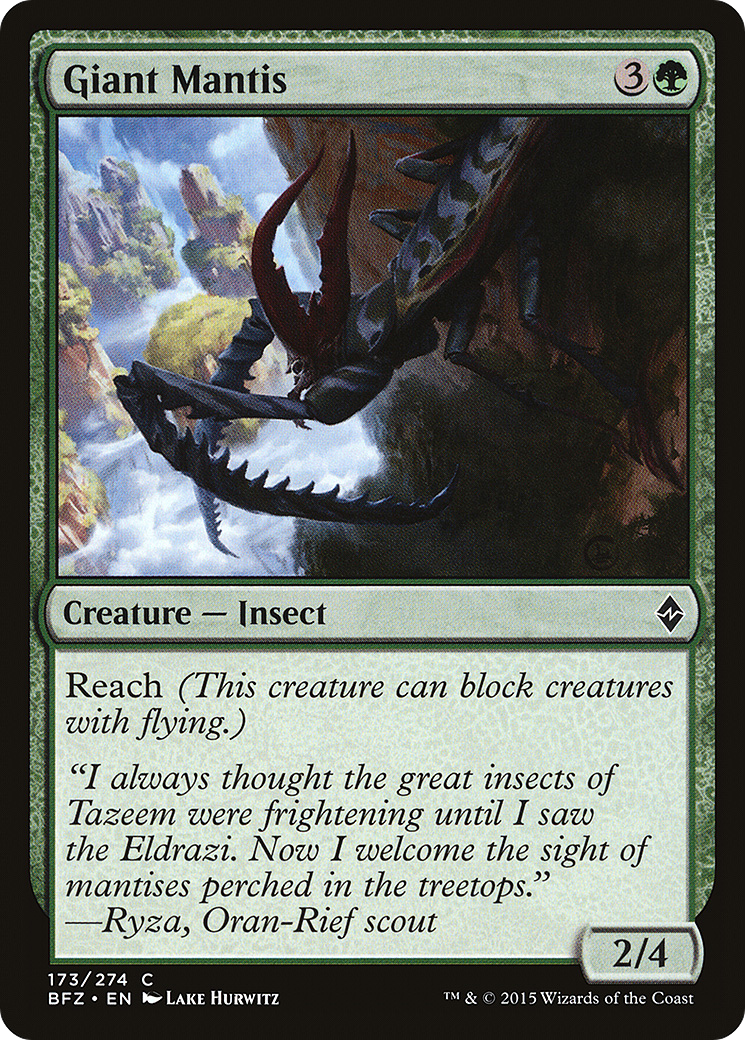 Giant Mantis
3
Creature — Insect
Reach (This creature can block creatures
with flying.)
“I always thought the great insects of
Tazeem were frightening until I saw
the Eldrazi. Now I welcome the sight of
mantises perched in the treetops.”
—Ryza, Oran-Rief scout
2/4
173/274 C
BFZ • EN Lake Hurwitz
™ & © 2015 Wizards of the Coast